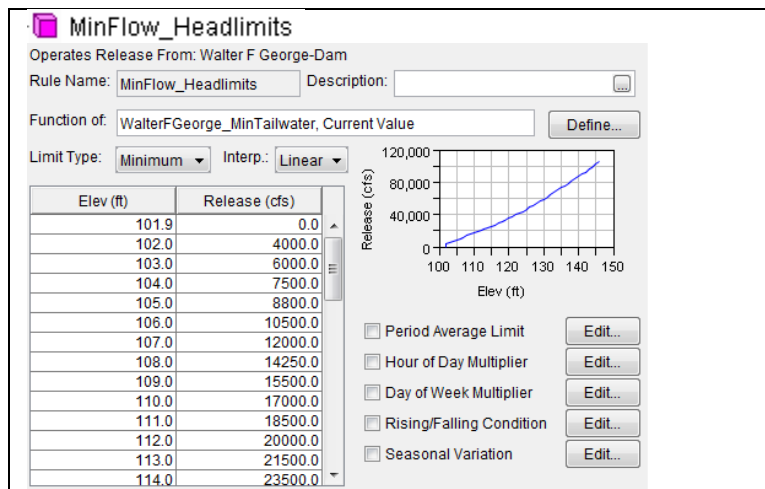 MinFlow_Headlimits
Operates Release From: Walter F George-Dam
Rule Name: MinFlow_Headlimits Description: ...
Function of: WalterFGeorge_MinTailwater, Current Value Define...
Limit Type: Minimum Interp.: Linear
Elev (ft) Release (cfs)
101.9 0.0
102.0 4000.0
103.0 6000.0
104.0 7500.0
105.0 8800.0
106.0 10500.0
107.0 12000.0
108.0 14250.0
109.0 15500.0
110.0 17000.0
111.0 18500.0
112.0 20000.0
113.0 21500.0
114.0 23500.0
Release (cfs)
120,000
80,000
40,000
0
100 110 120 130 140 150
Elev (ft)
Period Average Limit Edit...
Hour of Day Multiplier Edit...
Day of Week Multiplier Edit...
Rising/Falling Condition Edit...
Seasonal Variation Edit...